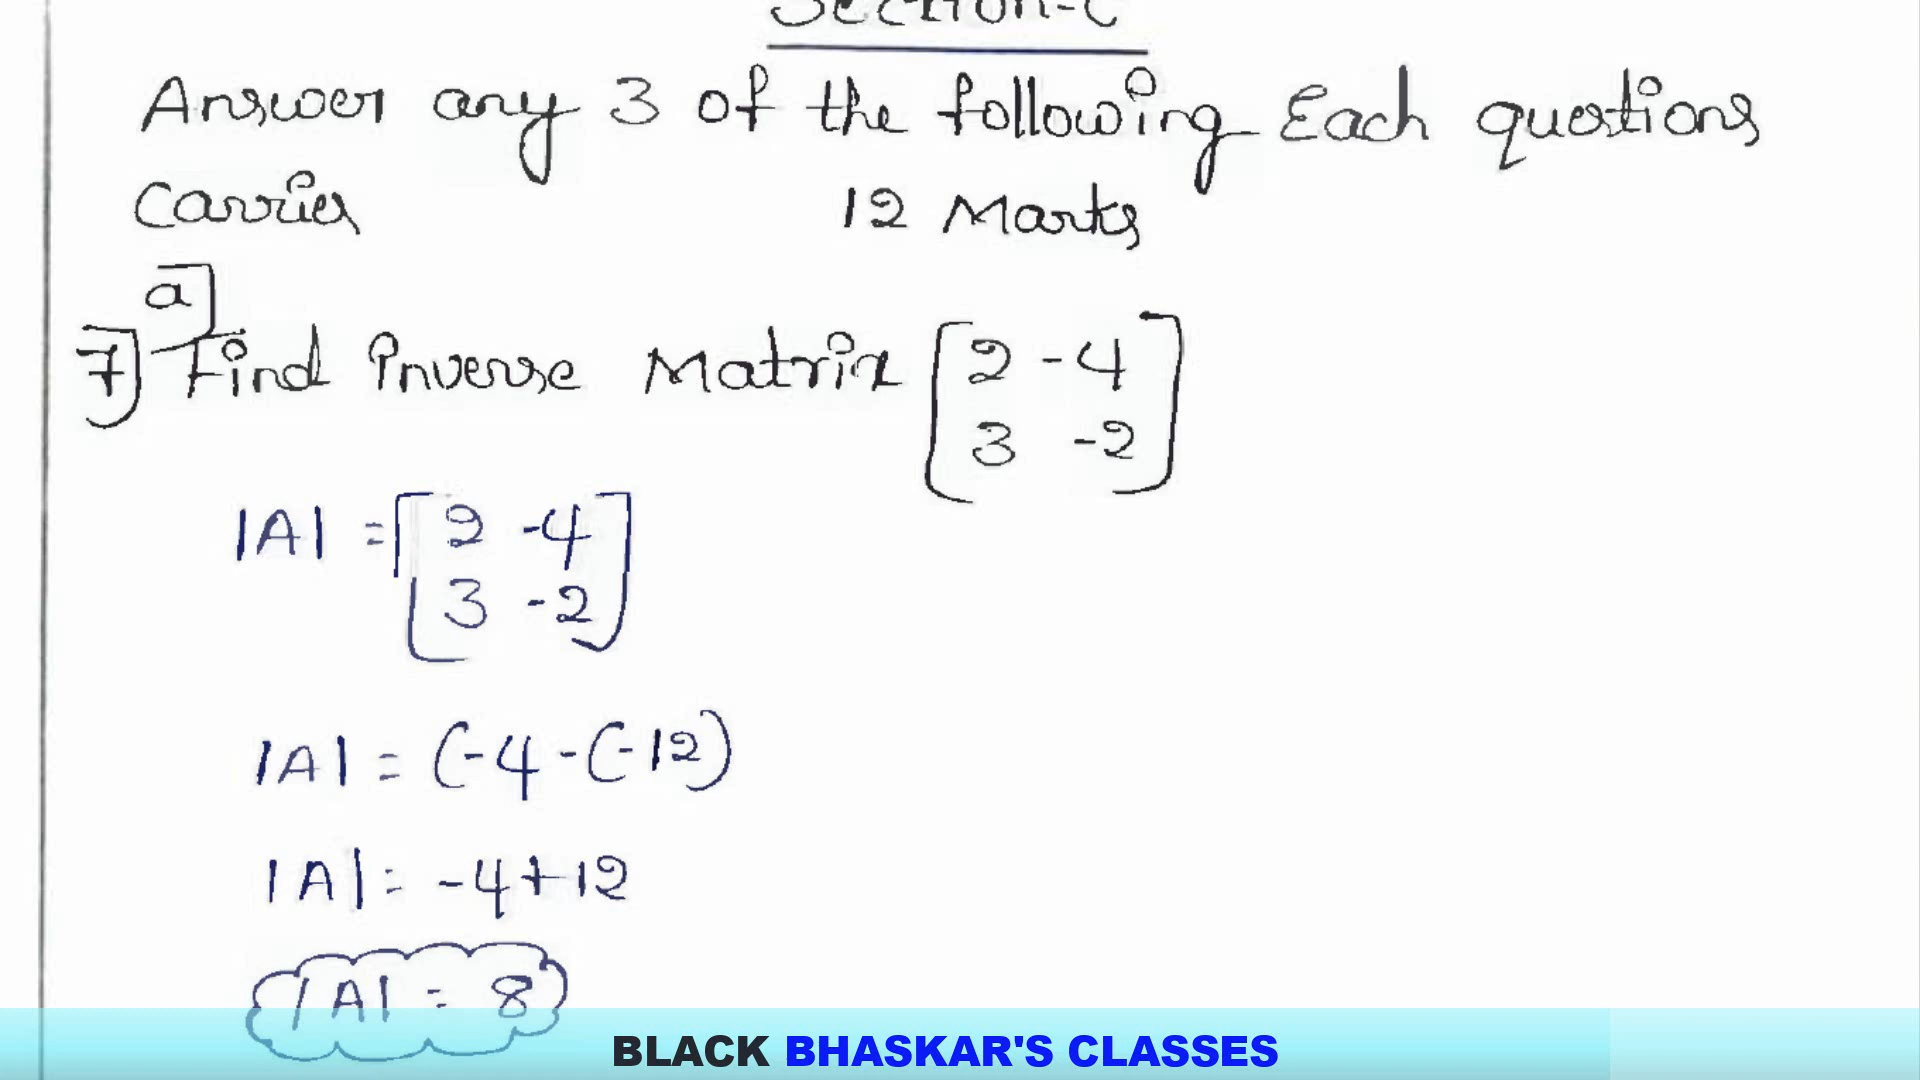 Section-C
Answer any 3 of the following Each questions
Carries 12 Marks
a]
7] Find inverse Matrix [2 -4
3 -2]
|A| = [2 -4
3 -2]
|A| = (-4 -(-12)
|A| = -4+12
|A| = 8
BLACK BHASKAR'S CLASSES